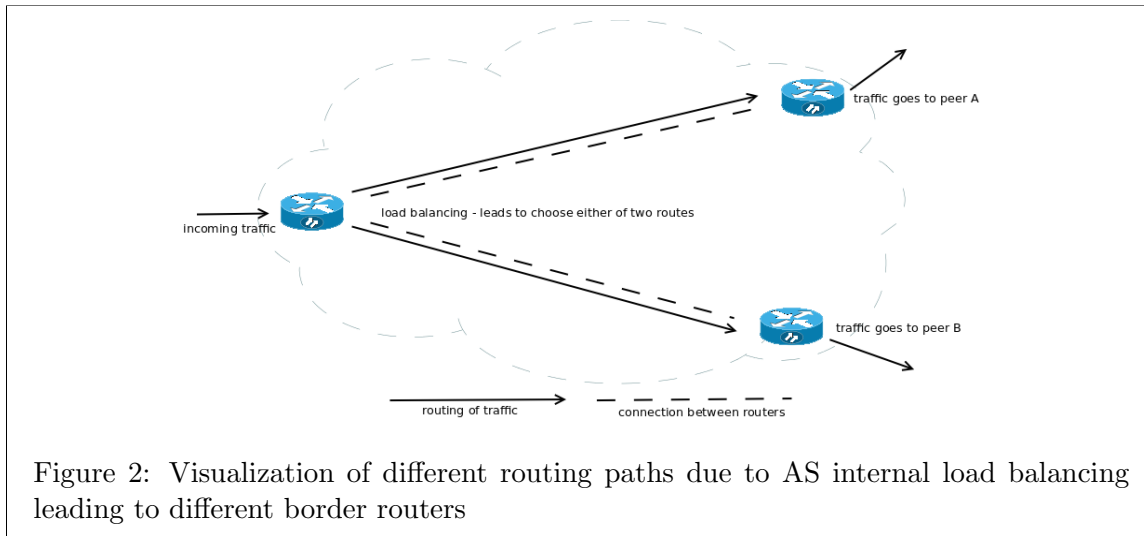 traffic goes to peer A
load balancing - leads to choose either of two routes
incoming traffic
traffic goes to peer B
routing of traffic
connection between routers
Figure 2: Visualization of different routing paths due to AS internal load balancing
leading to different border routers